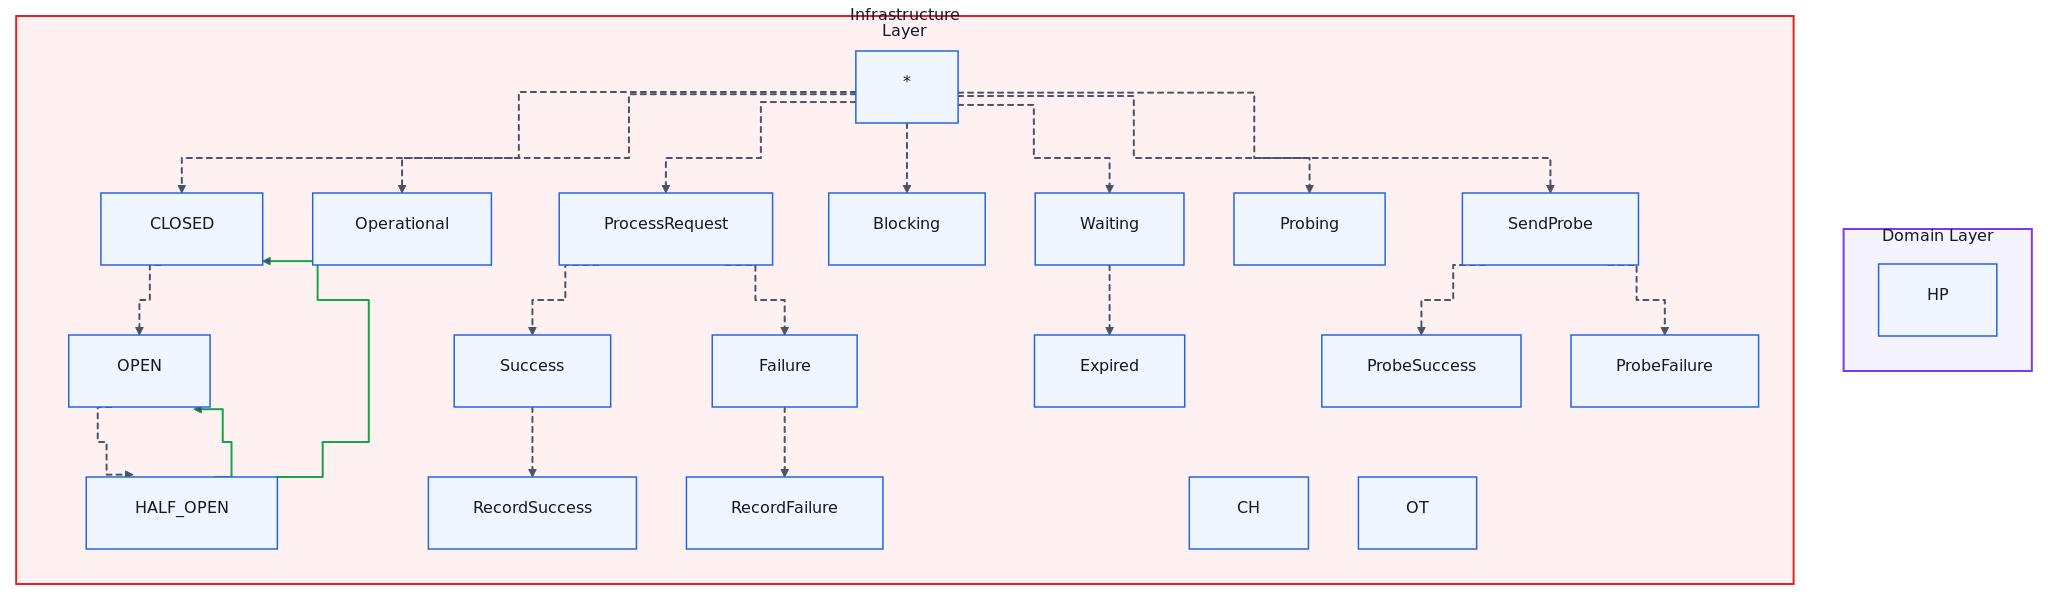 Infrastructure
Layer
*
CLOSED
Operational
ProcessRequest
Blocking
Waiting
Probing
SendProbe
Domain Layer
HP
OPEN
Success
Failure
Expired
ProbeSuccess
ProbeFailure
HALF_OPEN
RecordSuccess
RecordFailure
CH
OT